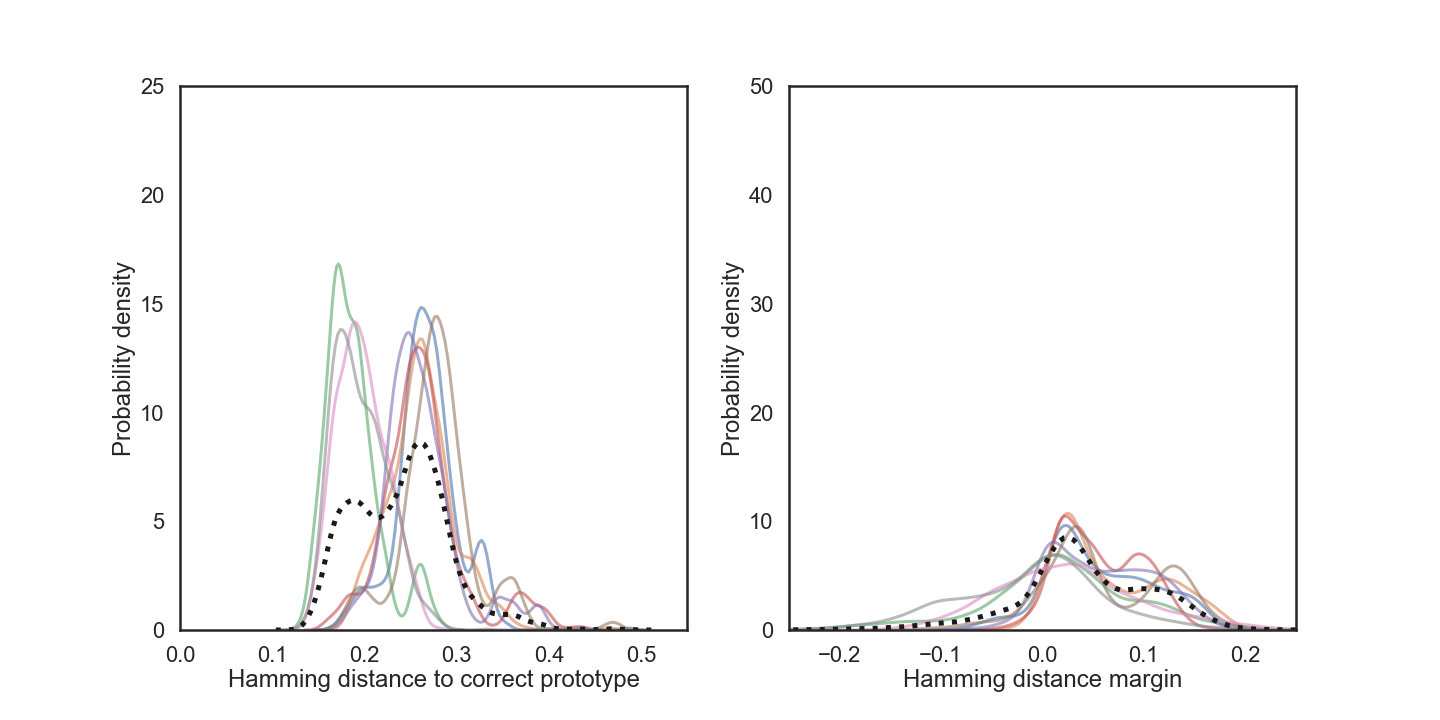 25
20
15
10
5
0
Probability density
0.0 0.1 0.2 0.3 0.4 0.5
Hamming distance to correct prototype
50
40
30
20
10
0
Probability density
−0.2 −0.1 0.0 0.1 0.2
Hamming distance margin